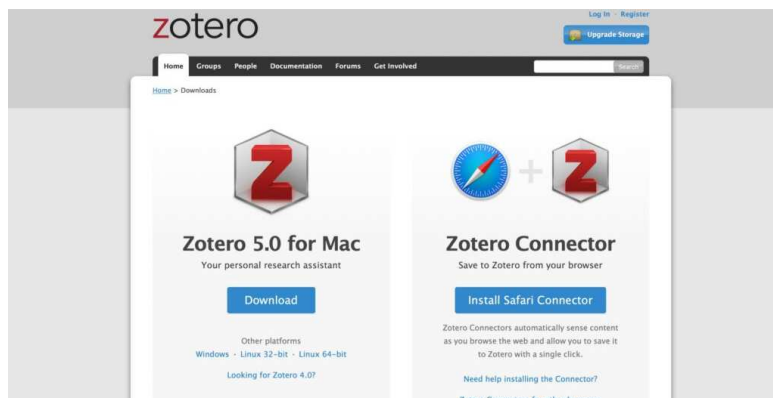 zotero
Log In · Register
Upgrade Storage
Home Groups People Documentation Forums Get Involved
Search
Home > Downloads
Z
Zotero 5.0 for Mac
Your personal research assistant
Download
Other platforms
Windows · Linux 32-bit · Linux 64-bit
Looking for Zotero 4.0?
+ Z
Zotero Connector
Save to Zotero from your browser
Install Safari Connector
Zotero Connectors automatically sense content
as you browse the web and allow you to save it
to Zotero with a single click.
Need help installing the Connector?